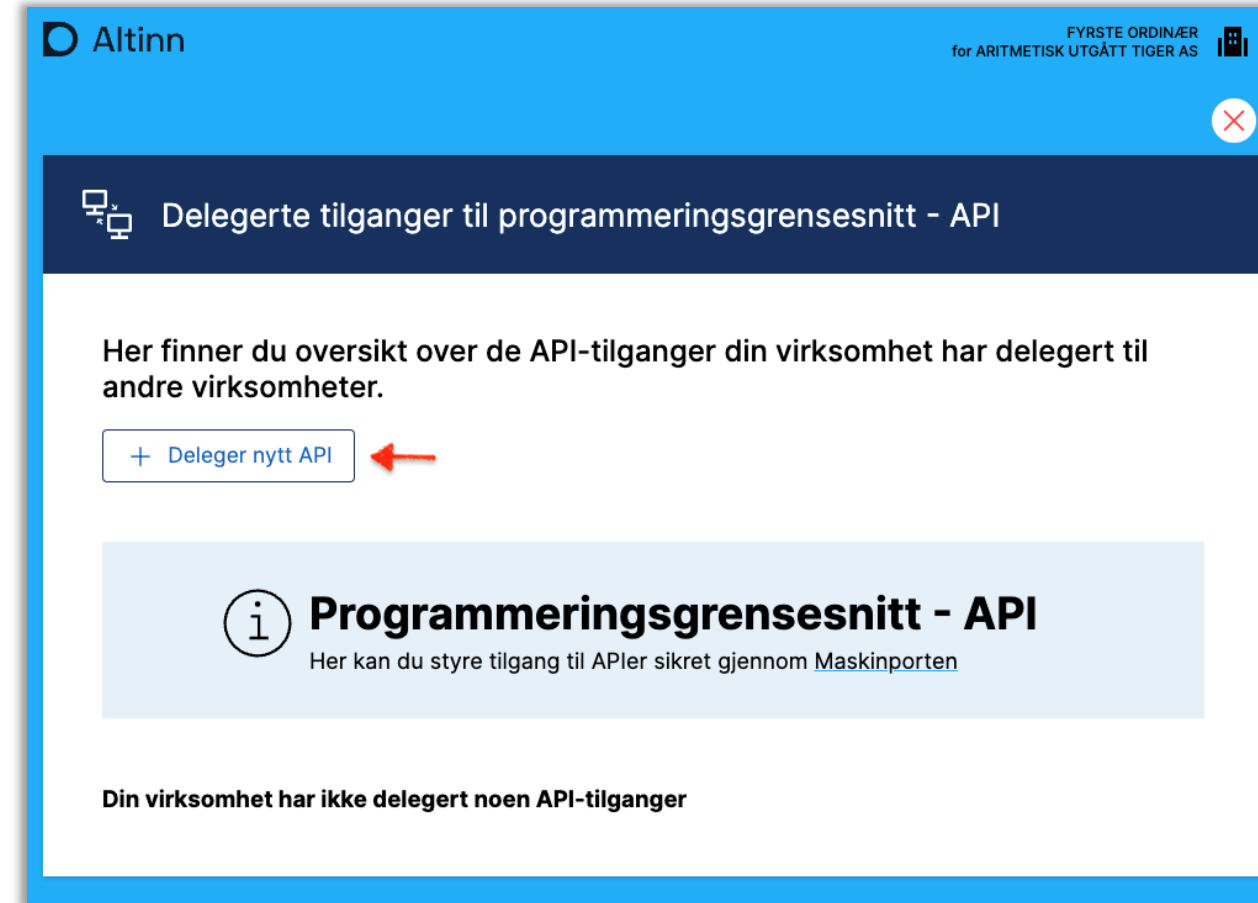 Altinn
FYRSTE ORDINÆR
for ARITMETISK UTGÅTT TIGER AS
Delegerte tilganger til programmeringsgrensesnitt - API
Her finner du oversikt over de API-tilganger din virksomhet har delegert til
andre virksomheter.
+ Deleger nytt API
Programmeringsgrensesnitt - API
Her kan du styre tilgang til APIer sikret gjennom Maskinporten
Din virksomhet har ikke delegert noen API-tilganger